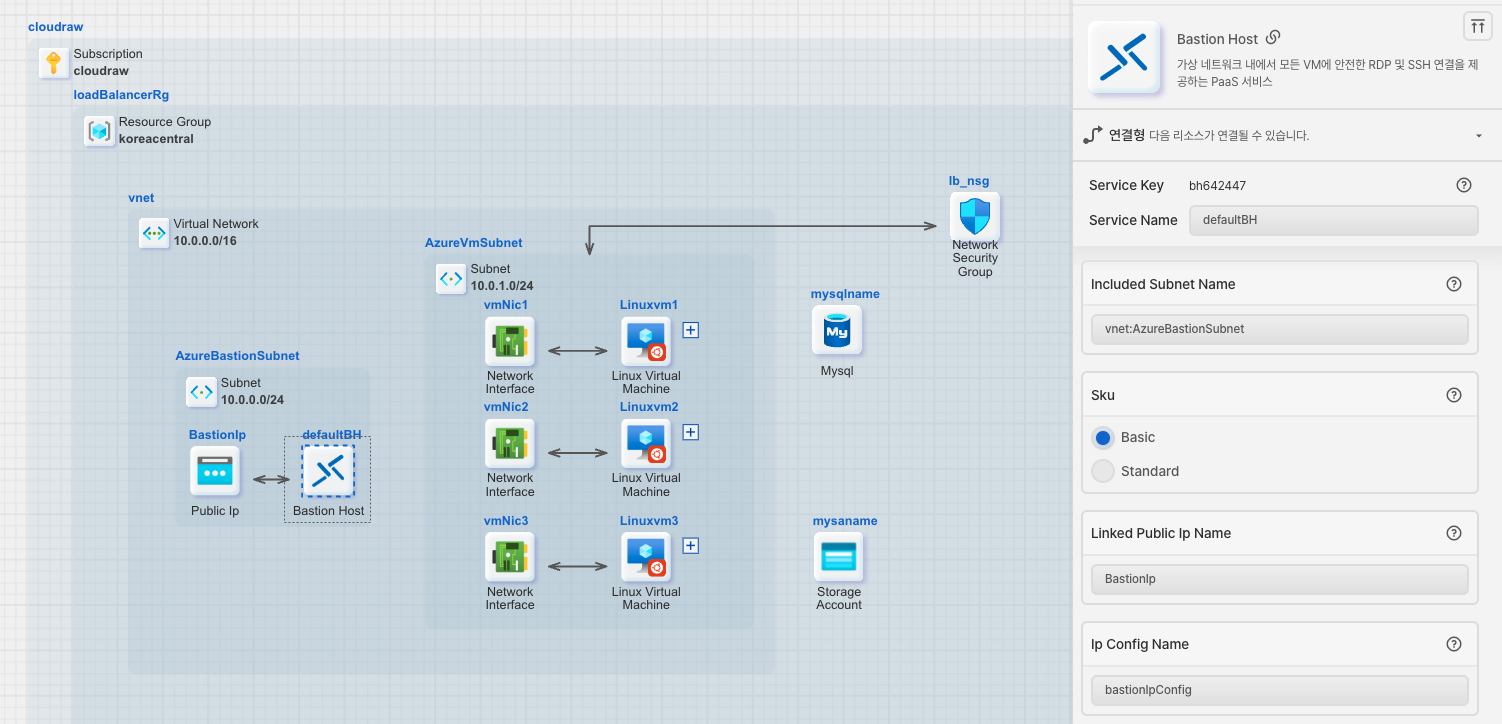 cloudraw
Subscription
cloudraw
loadBalancerRg
Resource Group
koreacentral
vnet
Virtual Network
10.0.0.0/16
lb_nsg
Network
Security
Group
AzureVmSubnet
Subnet
10.0.1.0/24
vmNic1
Linuxvm1
Network
Interface
Linux Virtual
Machine
mysqlname
My
Mysql
AzureBastionSubnet
Subnet
10.0.0.0/24
BastionIp
defaultBH
Public Ip
Bastion Host
vmNic2
Linuxvm2
Network
Interface
Linux Virtual
Machine
vmNic3
Linuxvm3
Network
Interface
Linux Virtual
Machine
mysaname
Storage
Account
Bastion Host
가상 네트워크 내에서 모든 VM에 안전한 RDP 및 SSH 연결을 제
공하는 PaaS 서비스
연결형 다음 리소스가 연결될 수 있습니다.
Service Key bh642447
Service Name defaultBH
Included Subnet Name
vnet:AzureBastionSubnet
Sku
Basic
Standard
Linked Public Ip Name
BastionIp
Ip Config Name
bastionIpConfig